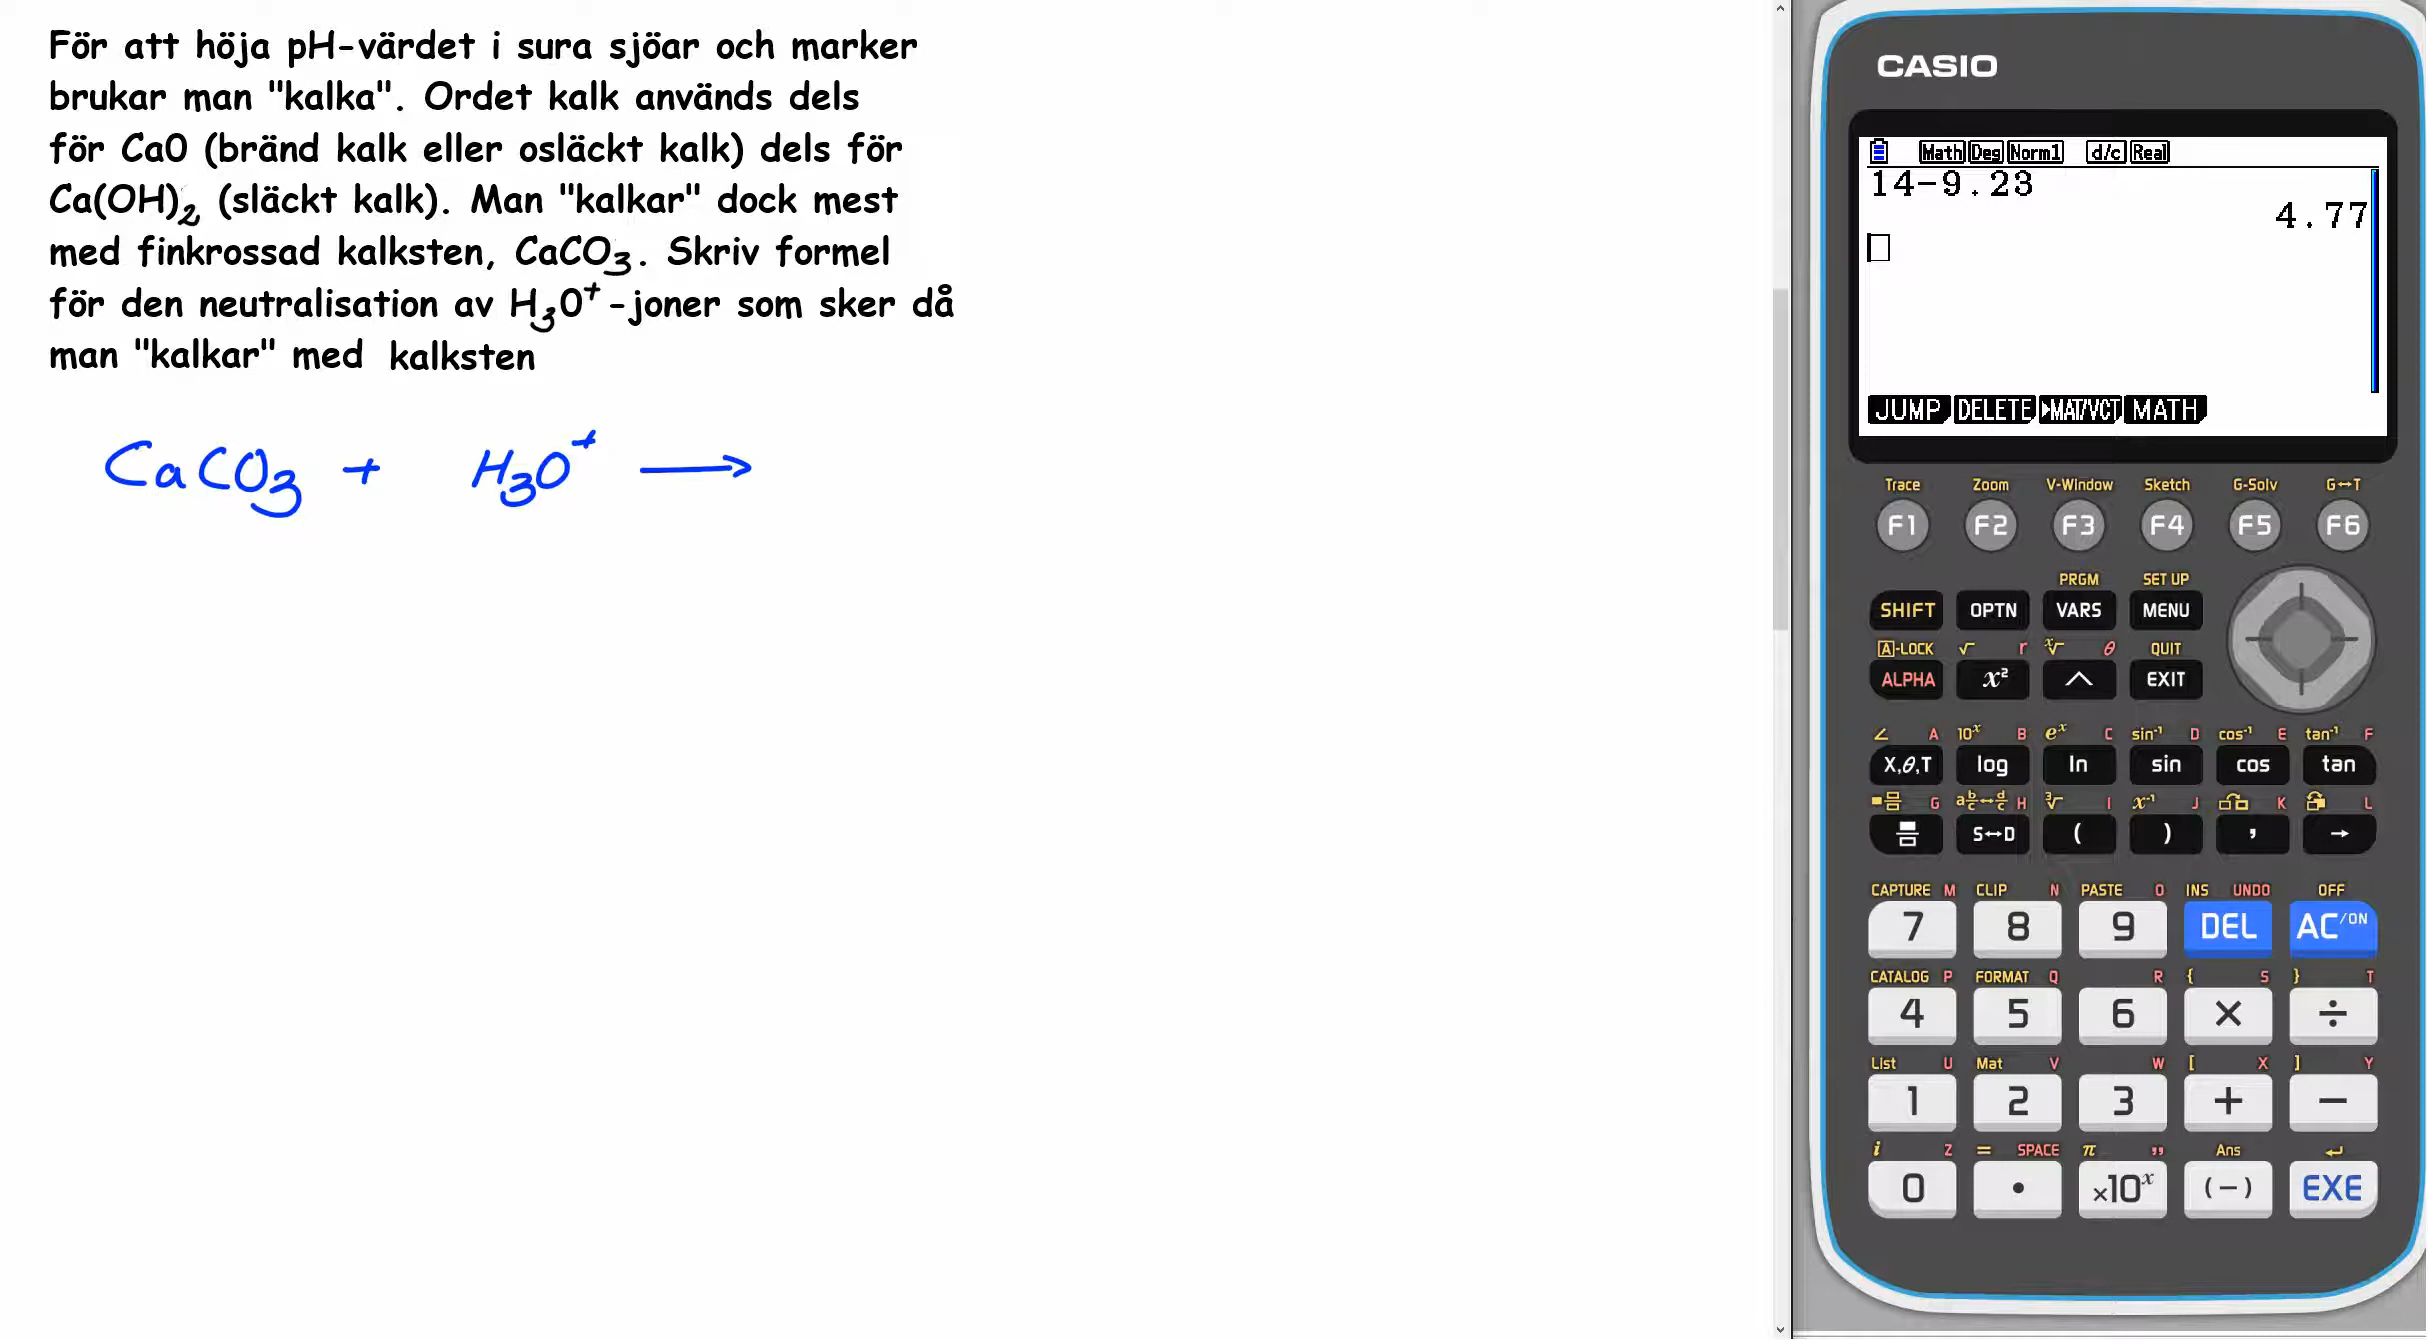 För att höja pH-värdet i sura sjöar och marker
brukar man "kalka". Ordet kalk används dels
för CaO (bränd kalk eller osläckt kalk) dels för
Ca(OH)₂ (släckt kalk). Man "kalkar" dock mest
med finkrossad kalksten, CaCO₃. Skriv formel
för den neutralisation av H₃O⁺-joner som sker då
man "kalkar" med kalksten
CaCO₃ + H₃O⁺ →
CASIO
Math Deg Norm1 d/c Real
14-9.23
4.77
JUMP DELETE ▸MAT/VCT MATH
Trace Zoom V-Window Sketch G-Solv G↔T
F1 F2 F3 F4 F5 F6
PRGM SET UP
SHIFT OPTN VARS MENU
A-LOCK √ r ˣ√ θ QUIT
ALPHA x² ^ EXIT
∠ A 10ˣ B eˣ C sin⁻¹ D cos⁻¹ E tan⁻¹ F
X,θ,T log ln sin cos tan
G a b/c↔d/c H ³√ I x⁻¹ J K L
S↔D ( ) , →
CAPTURE M CLIP N PASTE O INS UNDO OFF
7 8 9 DEL AC/ON
CATALOG P FORMAT Q R { S } T
4 5 6 × ÷
List U Mat V W [ X ] Y
1 2 3 + −
i Z = SPACE π " Ans ↵
0 • ×10ˣ (−) EXE